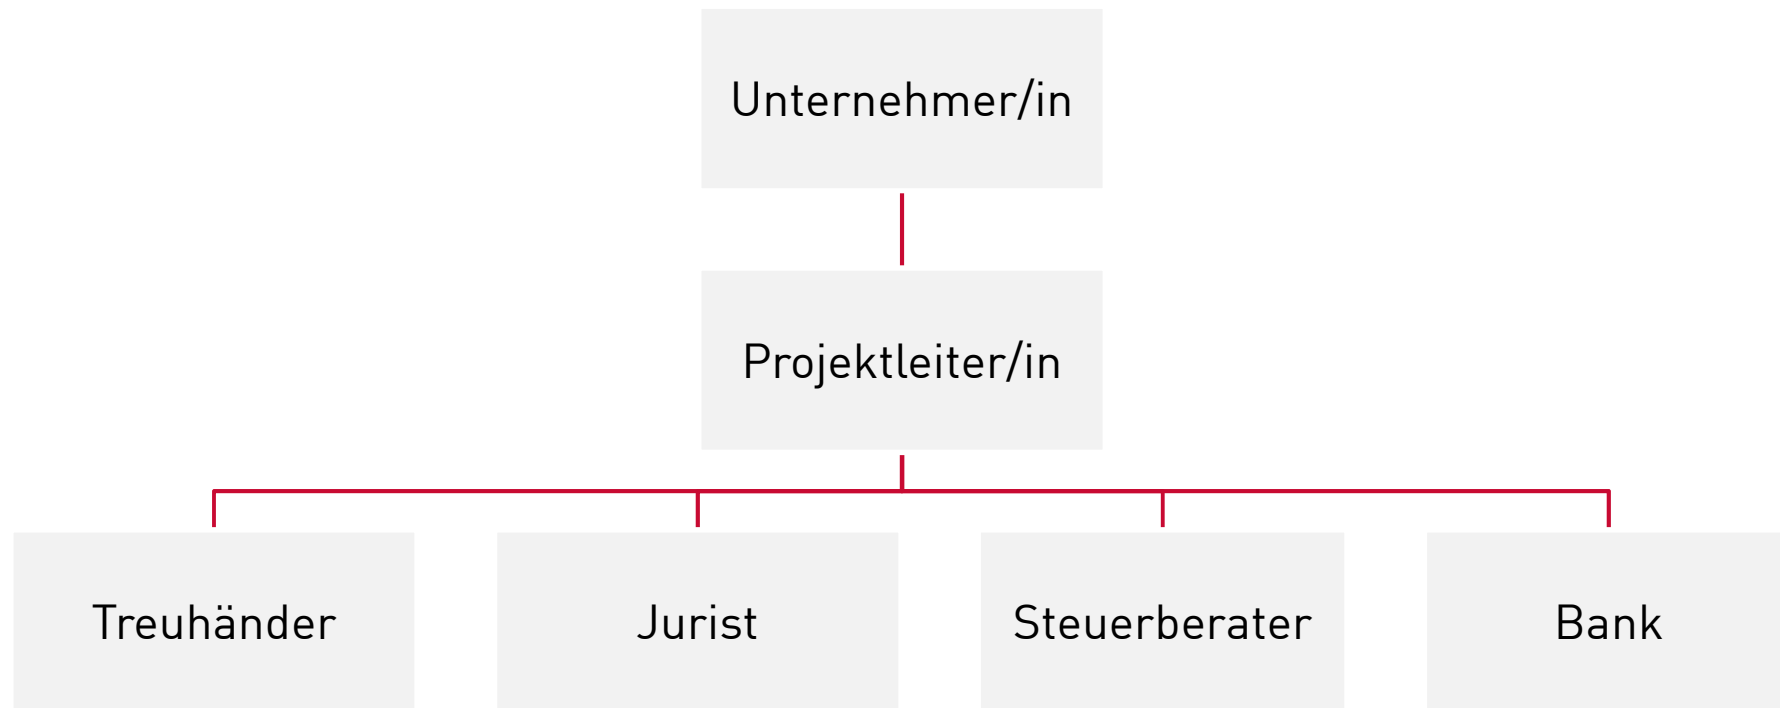 Unternehmer/in
Projektleiter/in
Treuhänder
Jurist
Steuerberater
Bank